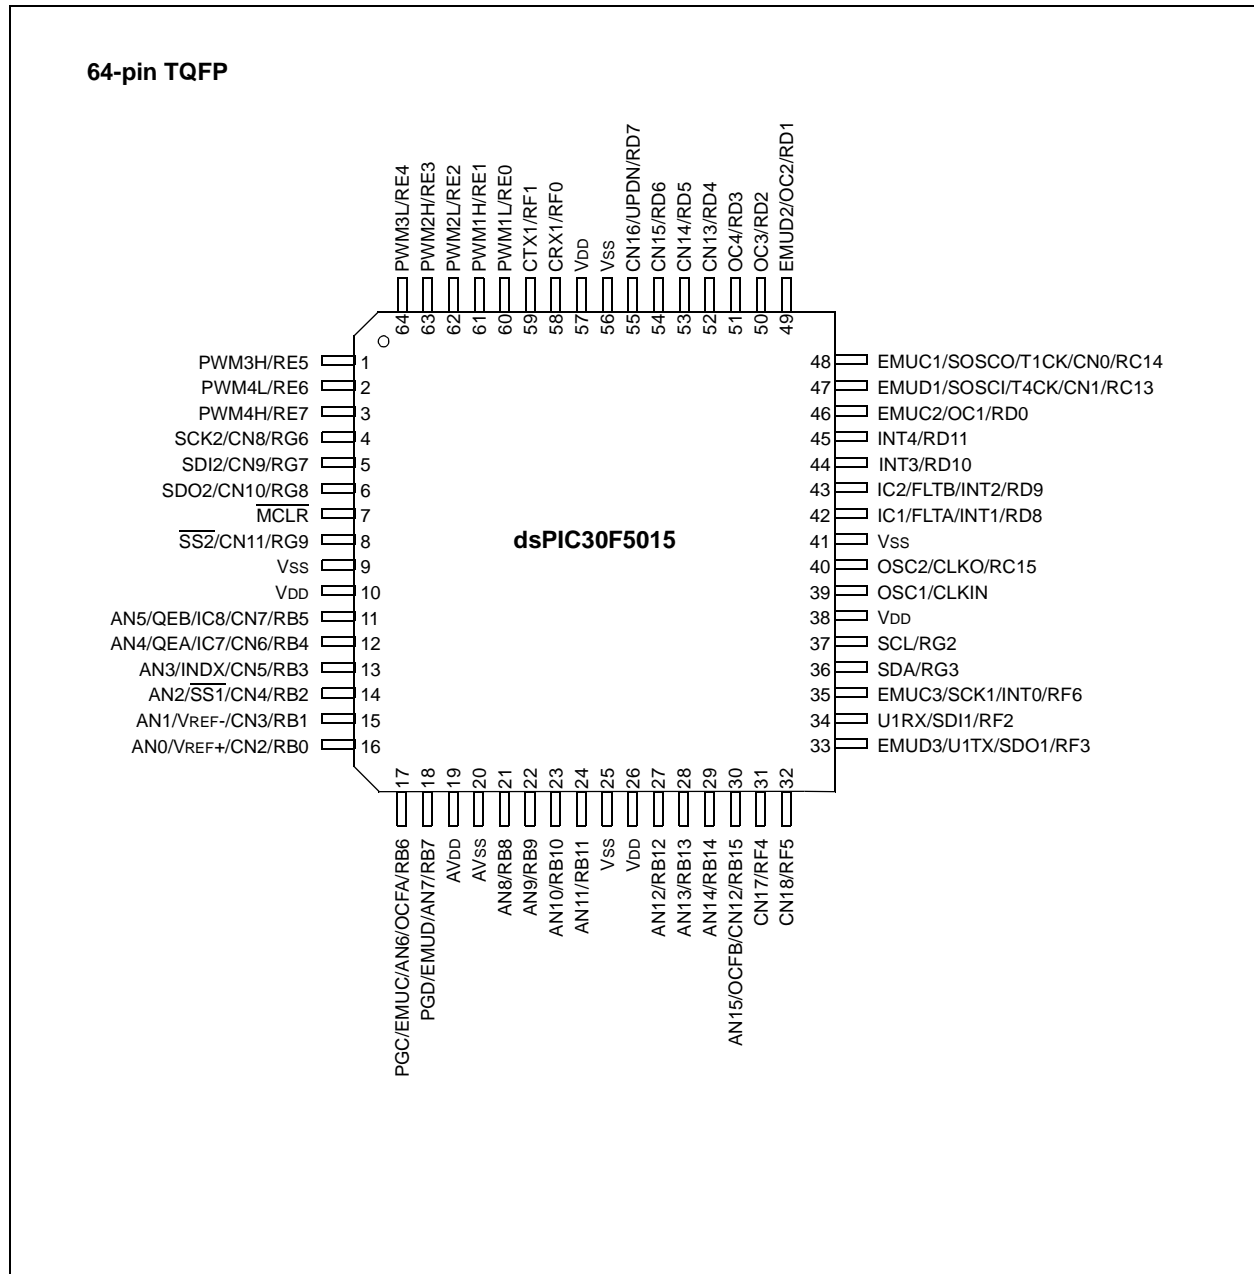 64-pin TQFP
PWM3L/RE4
PWM2H/RE3
PWM2L/RE2
PWM1H/RE1
PWM1L/RE0
CTX1/RF1
CRX1/RF0
VDD
VSS
CN16/UPDN/RD7
CN15/RD6
CN14/RD5
CN13/RD4
OC4/RD3
OC3/RD2
EMUD2/OC2/RD1
64 63 62 61 60 59 58 57 56 55 54 53 52 51 50 49
PWM3H/RE5 1
PWM4L/RE6 2
PWM4H/RE7 3
SCK2/CN8/RG6 4
SDI2/CN9/RG7 5
SDO2/CN10/RG8 6
MCLR 7
SS2/CN11/RG9 8
VSS 9
VDD 10
AN5/QEB/IC8/CN7/RB5 11
AN4/QEA/IC7/CN6/RB4 12
AN3/INDX/CN5/RB3 13
AN2/SS1/CN4/RB2 14
AN1/VREF-/CN3/RB1 15
AN0/VREF+/CN2/RB0 16
dsPIC30F5015
48 EMUC1/SOSCO/T1CK/CN0/RC14
47 EMUD1/SOSCI/T4CK/CN1/RC13
46 EMUC2/OC1/RD0
45 INT4/RD11
44 INT3/RD10
43 IC2/FLTB/INT2/RD9
42 IC1/FLTA/INT1/RD8
41 VSS
40 OSC2/CLKO/RC15
39 OSC1/CLKIN
38 VDD
37 SCL/RG2
36 SDA/RG3
35 EMUC3/SCK1/INT0/RF6
34 U1RX/SDI1/RF2
33 EMUD3/U1TX/SDO1/RF3
17 18 19 20 21 22 23 24 25 26 27 28 29 30 31 32
PGC/EMUC/AN6/OCFA/RB6
PGD/EMUD/AN7/RB7
AVDD
AVSS
AN8/RB8
AN9/RB9
AN10/RB10
AN11/RB11
VSS
VDD
AN12/RB12
AN13/RB13
AN14/RB14
AN15/OCFB/CN12/RB15
CN17/RF4
CN18/RF5